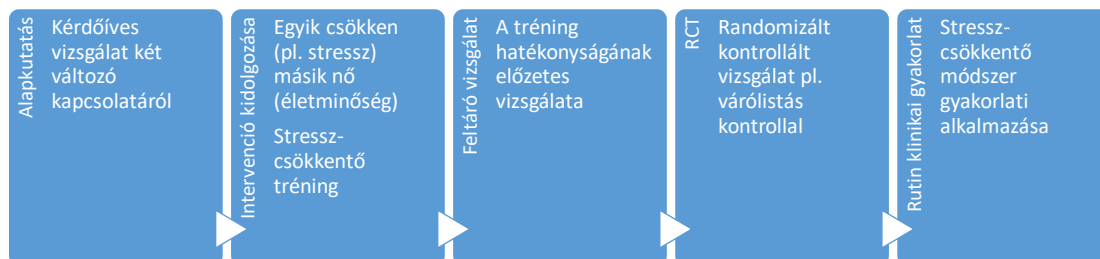 Alapkutatás
Kérdőíves
vizsgálat két
változó
kapcsolatáról
Intervenció kidolgozása
Egyik csökken
(pl. stressz)
másik nő
(életminőség)
Stressz-
csökkentő
tréning
Feltáró vizsgálat
A tréning
hatékonyságának
előzetes
vizsgálata
RCT
Randomizált
kontrollált
vizsgálat pl.
várólistás
kontrollal
Rutin klinikai gyakorlat
Stressz-
csökkentő
módszer
gyakorlati
alkalmazása